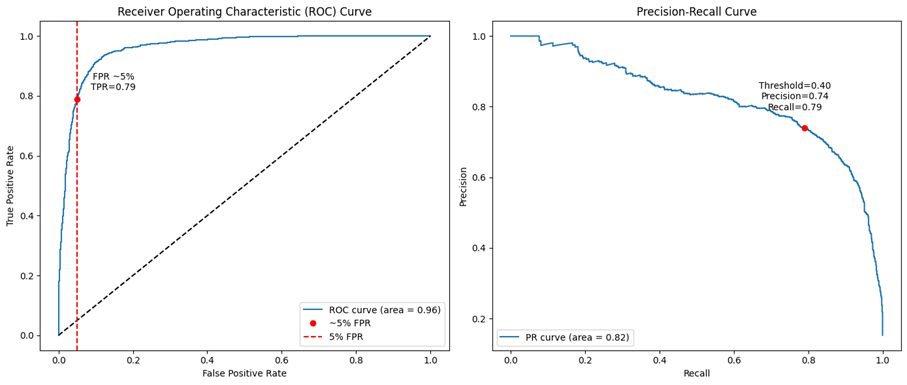 Receiver Operating Characteristic (ROC) Curve
1.0
0.8
0.6
0.4
0.2
0.0
True Positive Rate
FPR ~5%
TPR=0.79
ROC curve (area = 0.96)
~5% FPR
5% FPR
0.0 0.2 0.4 0.6 0.8 1.0
False Positive Rate
Precision-Recall Curve
1.0
0.8
0.6
0.4
0.2
Precision
Threshold=0.40
Precision=0.74
Recall=0.79
PR curve (area = 0.82)
0.0 0.2 0.4 0.6 0.8 1.0
Recall